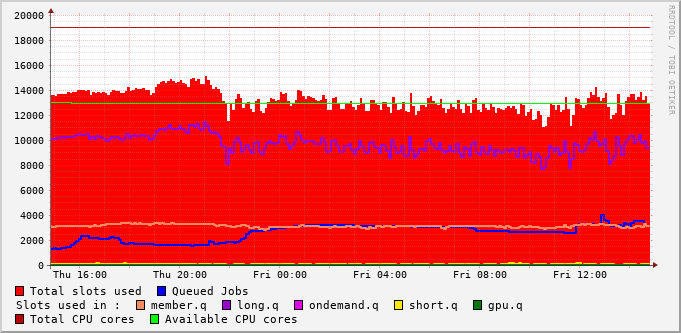 20000
18000
16000
14000
12000
10000
8000
6000
4000
2000
0
Thu 16:00 Thu 20:00 Fri 00:00 Fri 04:00 Fri 08:00 Fri 12:00
RRDTOOL / TOBI OETIKER
Total slots used Queued Jobs
Slots used in : member.q long.q ondemand.q short.q gpu.q
Total CPU cores Available CPU cores